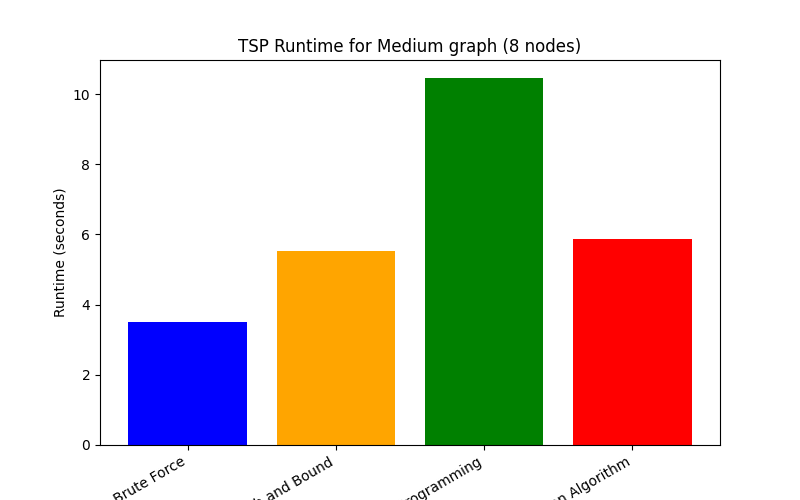 TSP Runtime for Medium graph (8 nodes)
Runtime (seconds)
10
8
6
4
2
0
Brute Force
and Bound
Algorithm